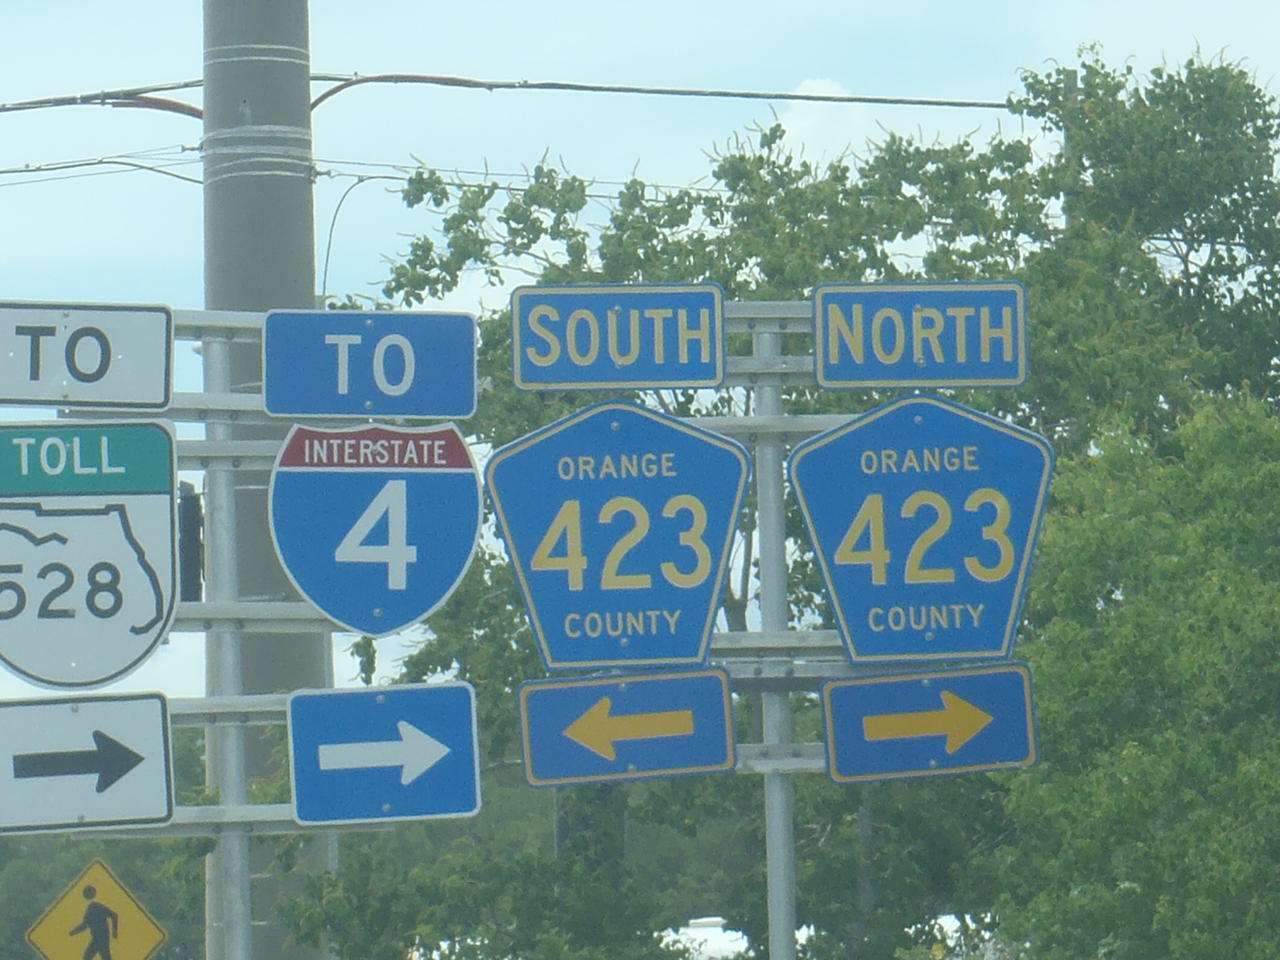 TO
TOLL
528
TO
INTERSTATE
4
SOUTH
ORANGE
423
COUNTY
NORTH
ORANGE
423
COUNTY